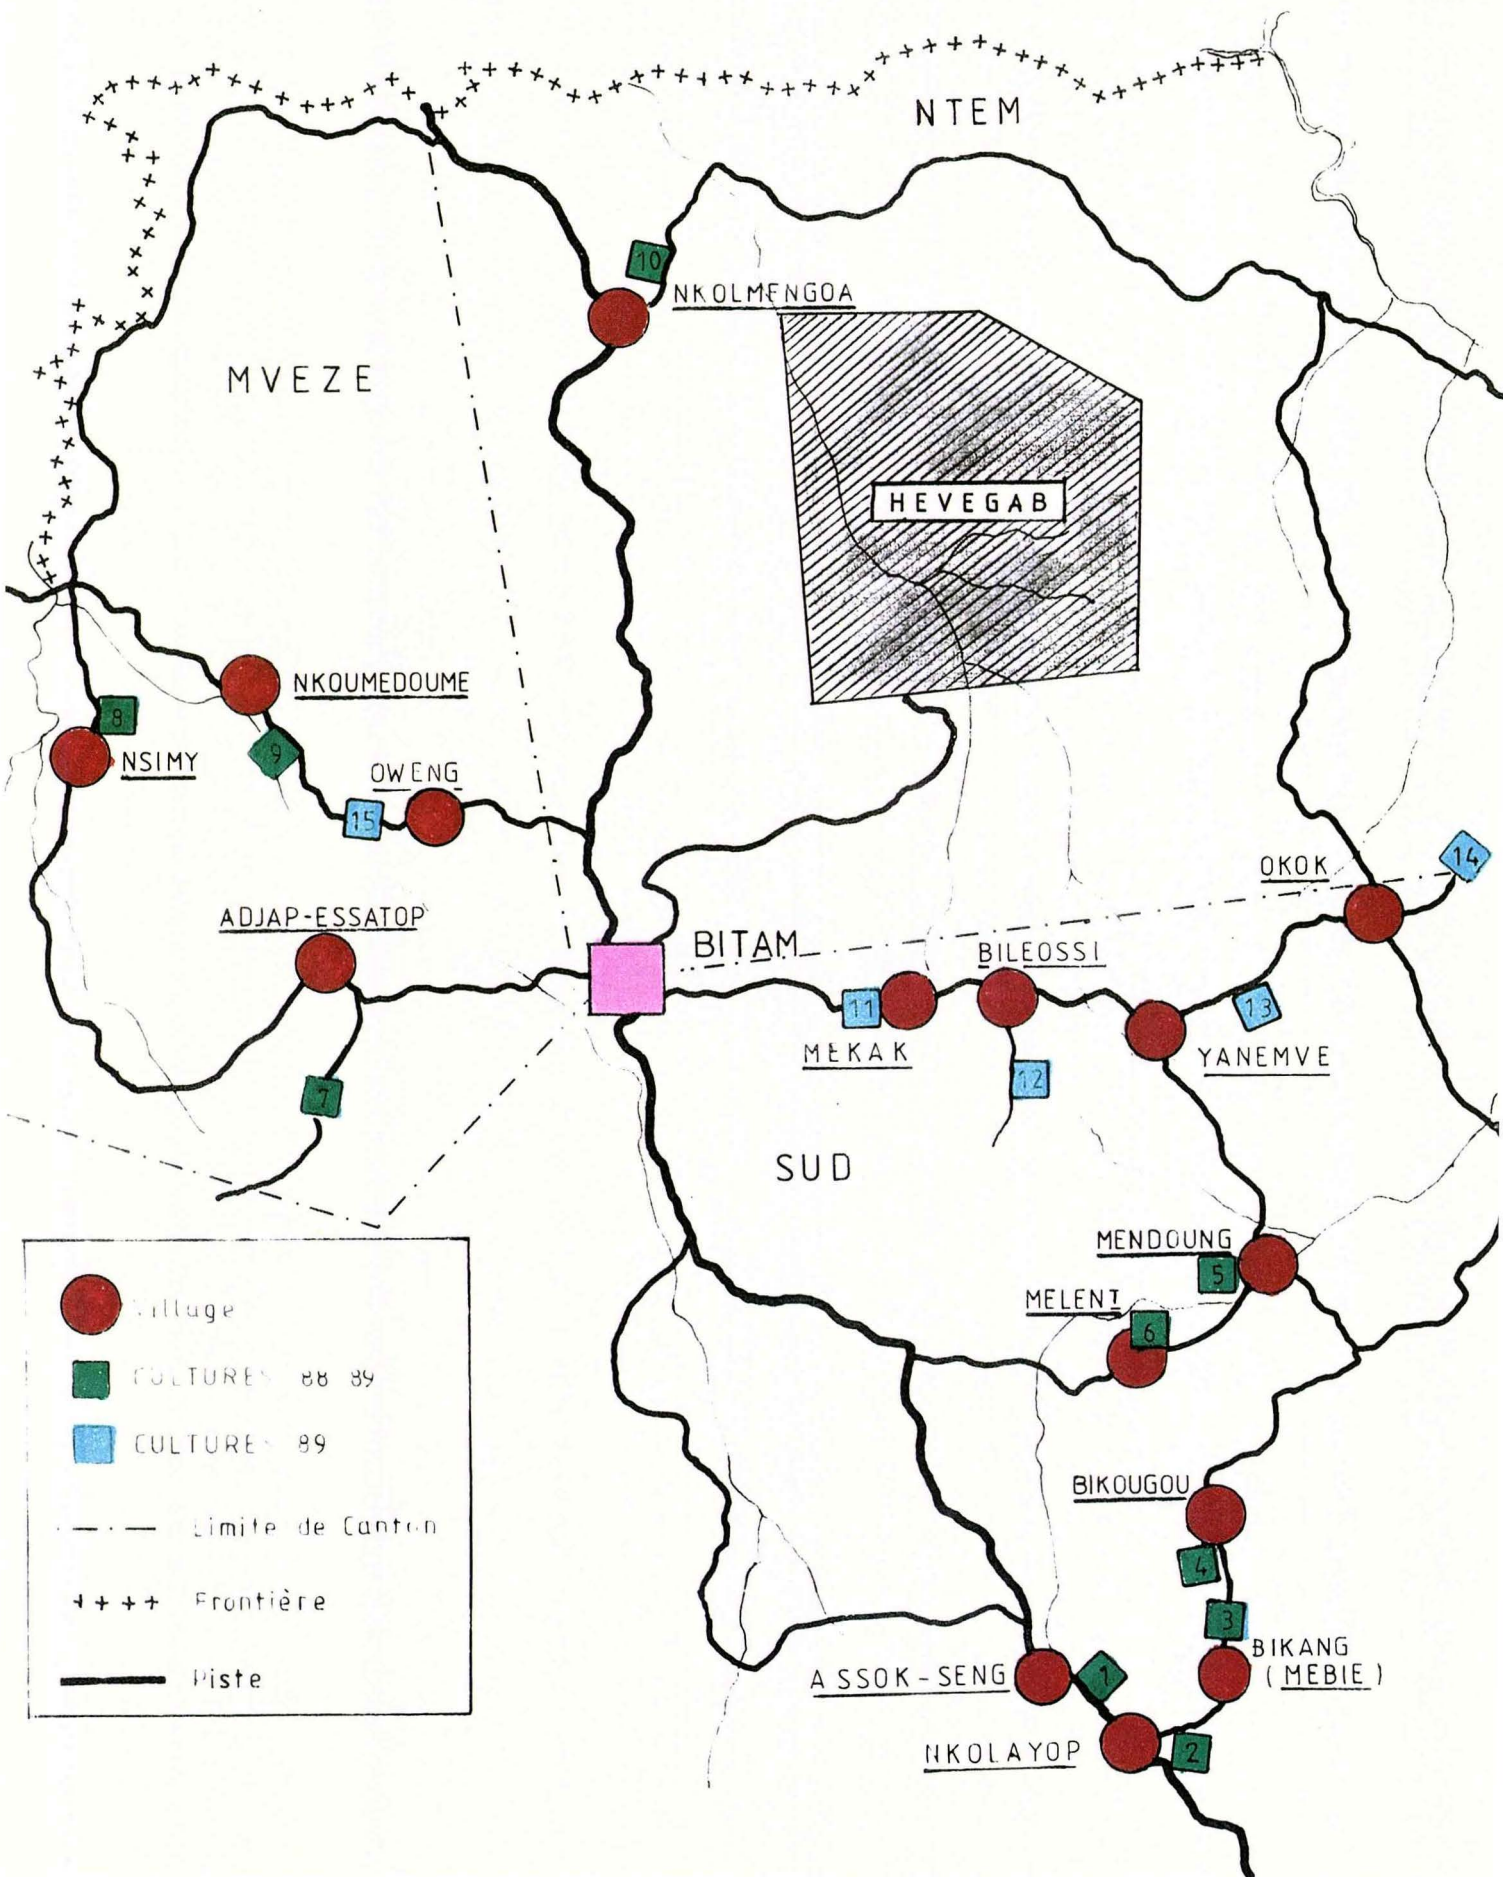 NTEM
10
NKOLMENGOA
MVEZE
HEVEGAB
NKOUMEDOUME
8
NSIMY
9
OWENG
15
14
OKOK
ADJAP-ESSATOP
BITAM
BILEOSSI
11
13
MEKAK
YANEMVE
12
7
SUD
MENDOUNG
5
MELENT
6
Village
CULTURES 88 89
CULTURES 89
Limite de Canton
++++ Frontière
Piste
BIKOUGOU
4
3
BIKANG
(MEBIE)
ASSOK-SENG
1
NKOLAYOP
2